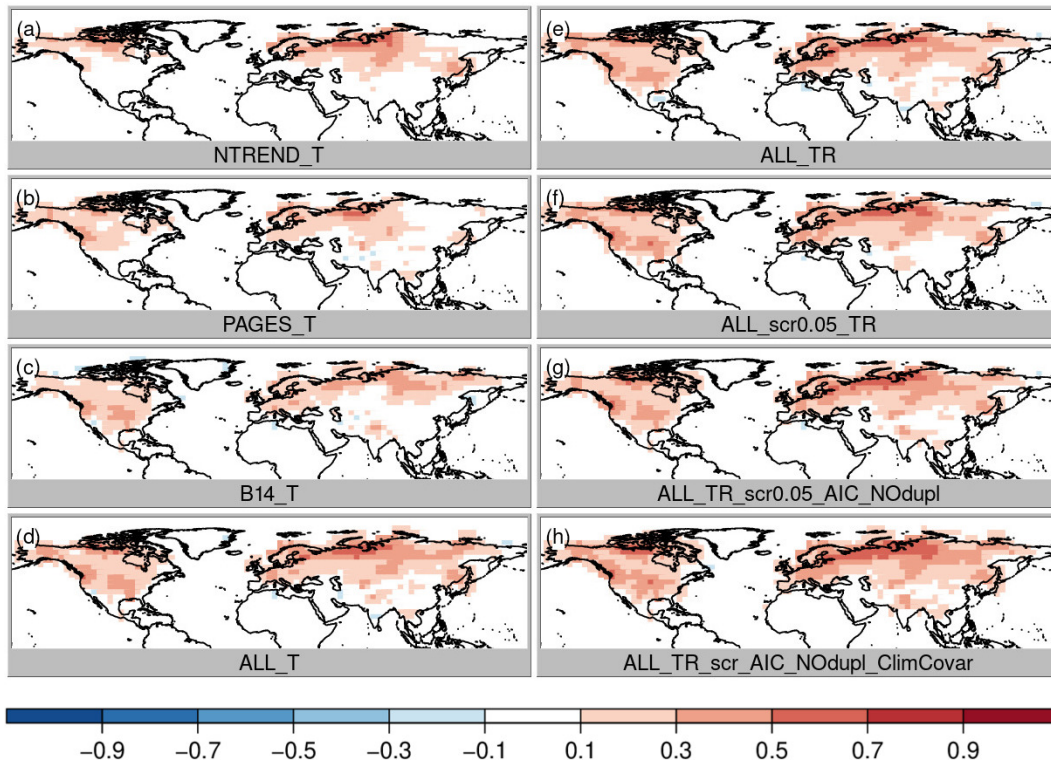 (a)
NTREND_T
(b)
PAGES_T
(c)
B14_T
(d)
ALL_T
(e)
ALL_TR
(f)
ALL_scr0.05_TR
(g)
ALL_TR_scr0.05_AIC_NOdupl
(h)
ALL_TR_scr_AIC_NOdupl_ClimCovar
−0.9 −0.7 −0.5 −0.3 −0.1 0.1 0.3 0.5 0.7 0.9